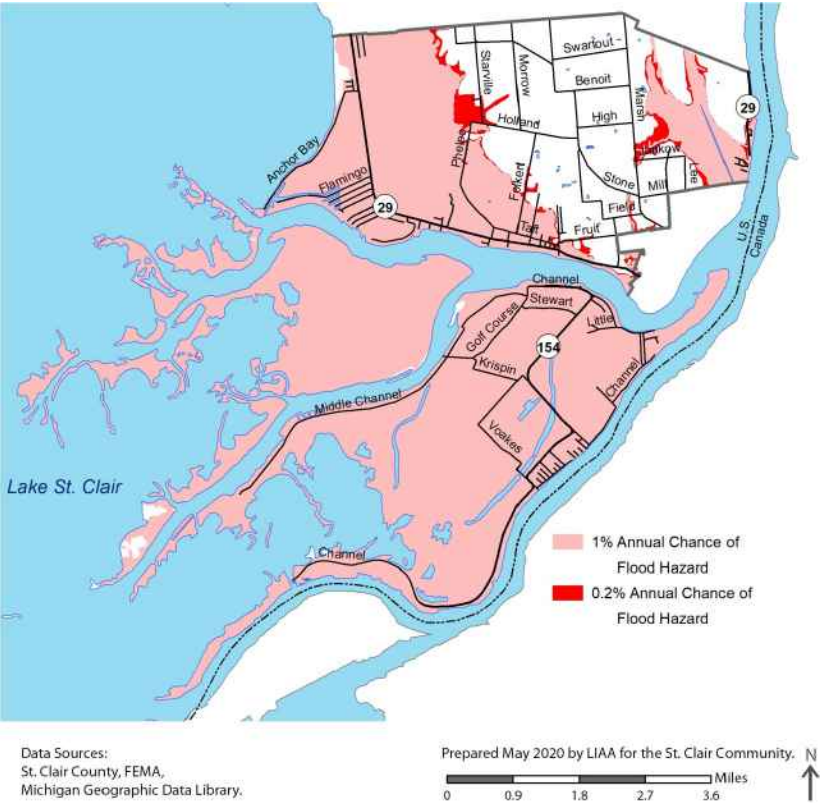 Swartout
Starville
Morrow
Benoit
Marsh
29
High
Holland
Anchor Bay
Phelps
Jankow
Flamingo
Folkert
Stone
Mill
Lee
29
Field
Taft
Fruit
U.S.
Canada
Channel
Stewart
Golf Course
Little
154
Krispin
Channel
Middle Channel
Voakes
Lake St. Clair
Channel
1% Annual Chance of
Flood Hazard
0.2% Annual Chance of
Flood Hazard
Data Sources:
St. Clair County, FEMA,
Michigan Geographic Data Library.
Prepared May 2020 by LIAA for the St. Clair Community.
N
Miles
0 0.9 1.8 2.7 3.6